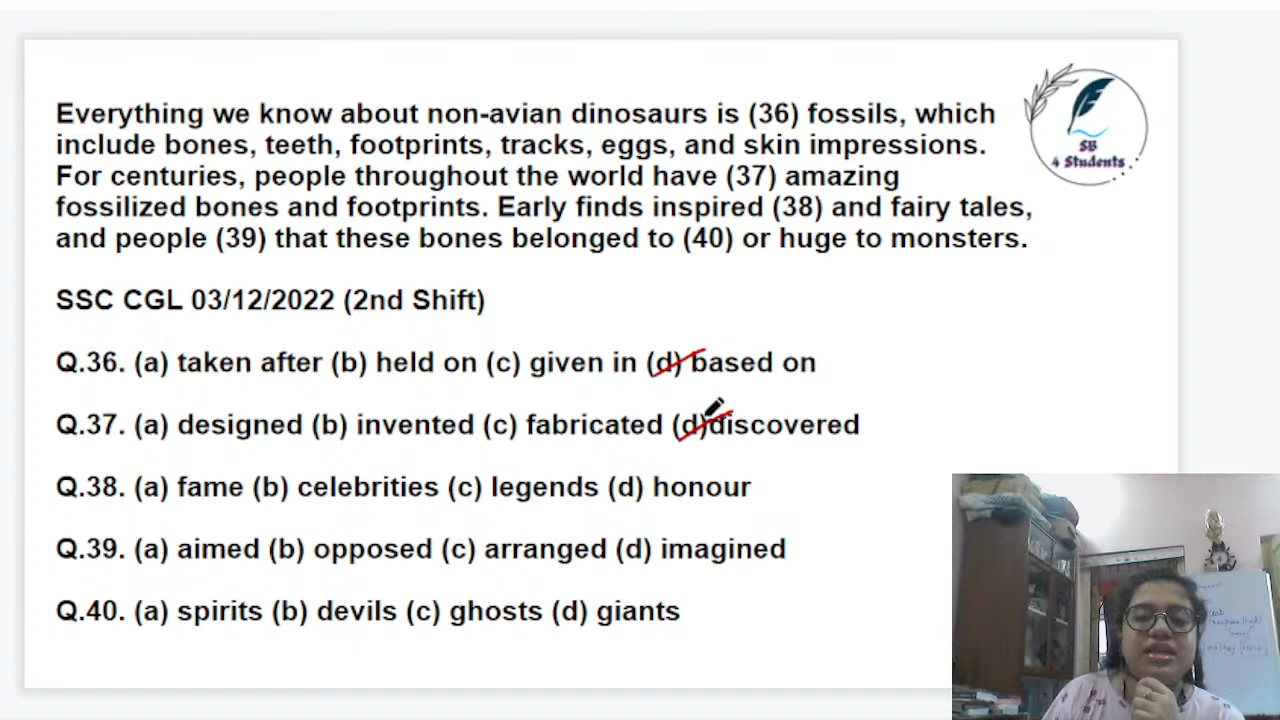 Everything we know about non-avian dinosaurs is (36) fossils, which
include bones, teeth, footprints, tracks, eggs, and skin impressions.
For centuries, people throughout the world have (37) amazing
fossilized bones and footprints. Early finds inspired (38) and fairy tales,
and people (39) that these bones belonged to (40) or huge to monsters.
SB
4 Students
SSC CGL 03/12/2022 (2nd Shift)
Q.36. (a) taken after (b) held on (c) given in (d) based on
Q.37. (a) designed (b) invented (c) fabricated (d)discovered
Q.38. (a) fame (b) celebrities (c) legends (d) honour
Q.39. (a) aimed (b) opposed (c) arranged (d) imagined
Q.40. (a) spirits (b) devils (c) ghosts (d) giants